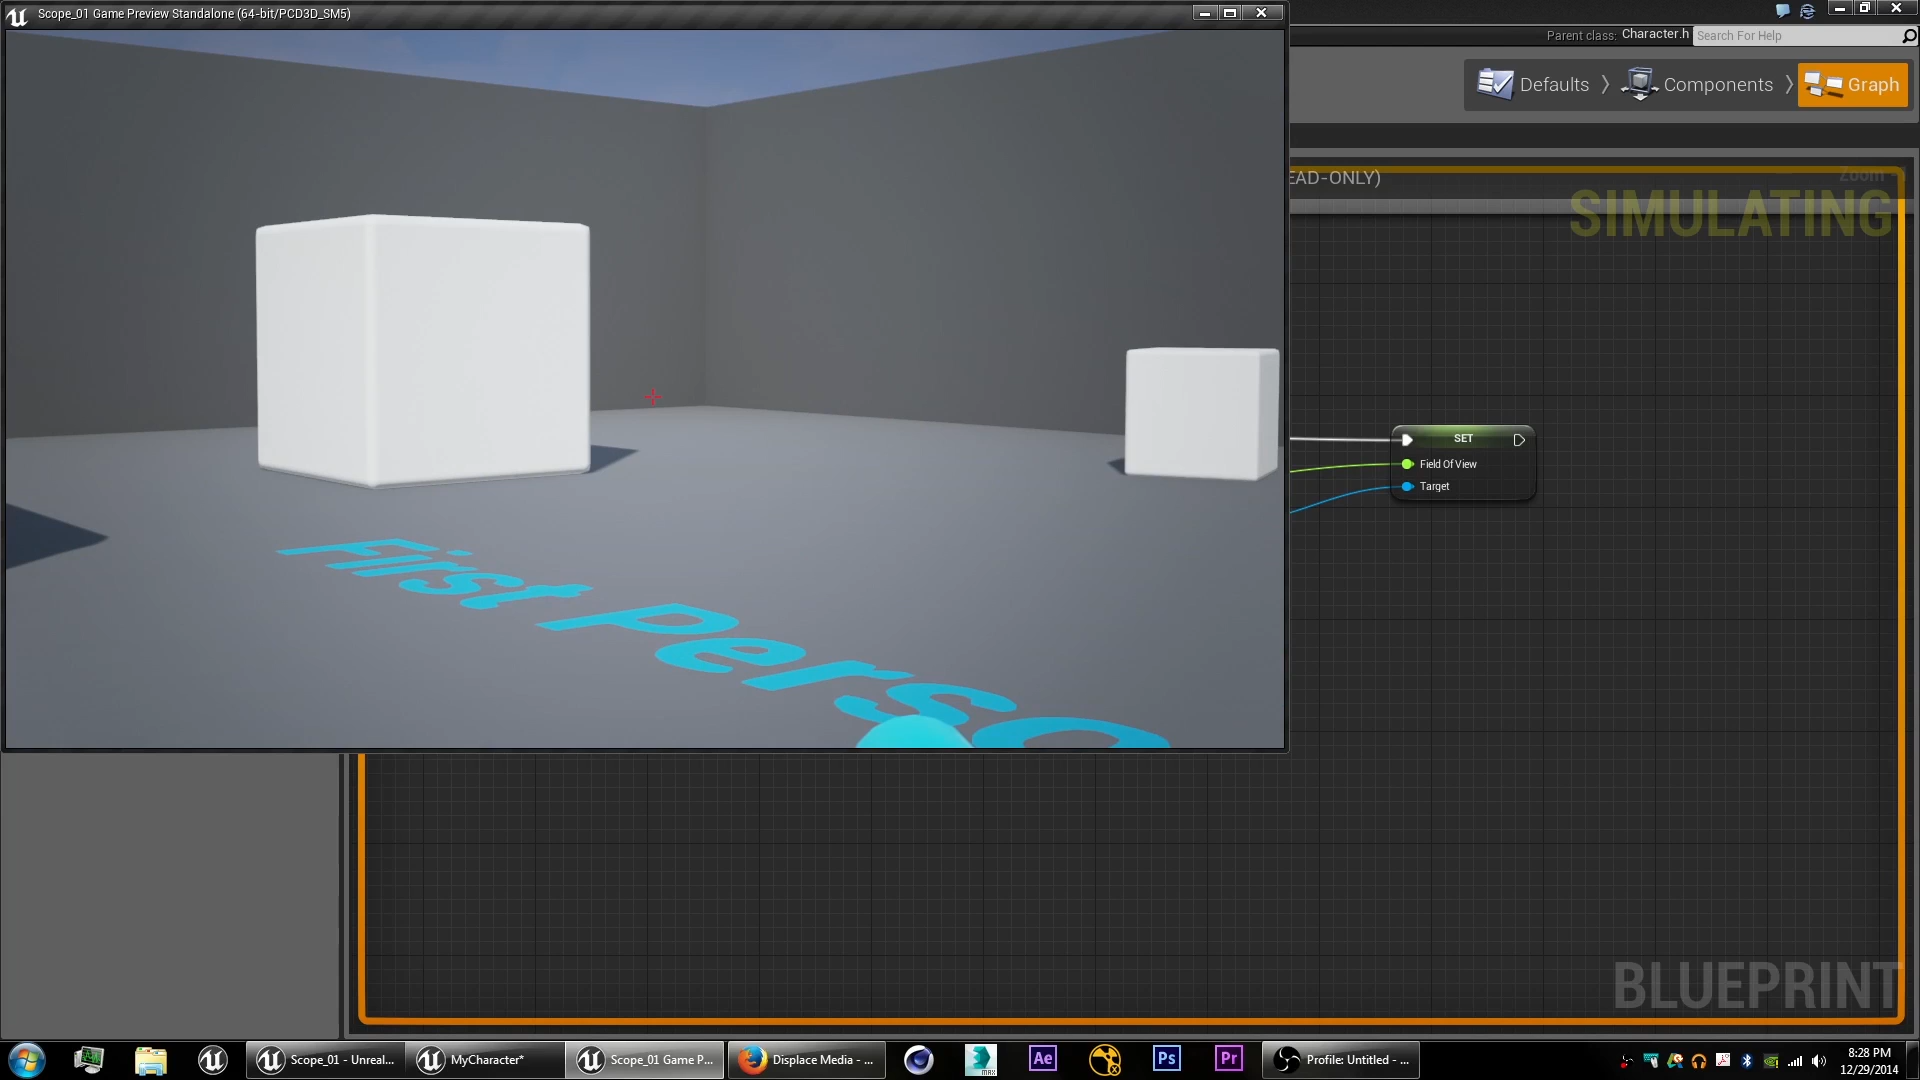 Scope_01 Game Preview Standalone (64-bit/PCD3D_SM5)
Parent class: Character.h
Search For Help
Defaults
Components
Graph
EAD-ONLY)
Zoom -
SIMULATING
SET
Field Of View
Target
First Perso
BLUEPRINT
Scope_01 - Unreal...
MyCharacter*
Scope_01 Game P...
Displace Media - ...
MAX
Ae
Ps
Pr
Profile: Untitled - ...
8:28 PM
12/29/2014